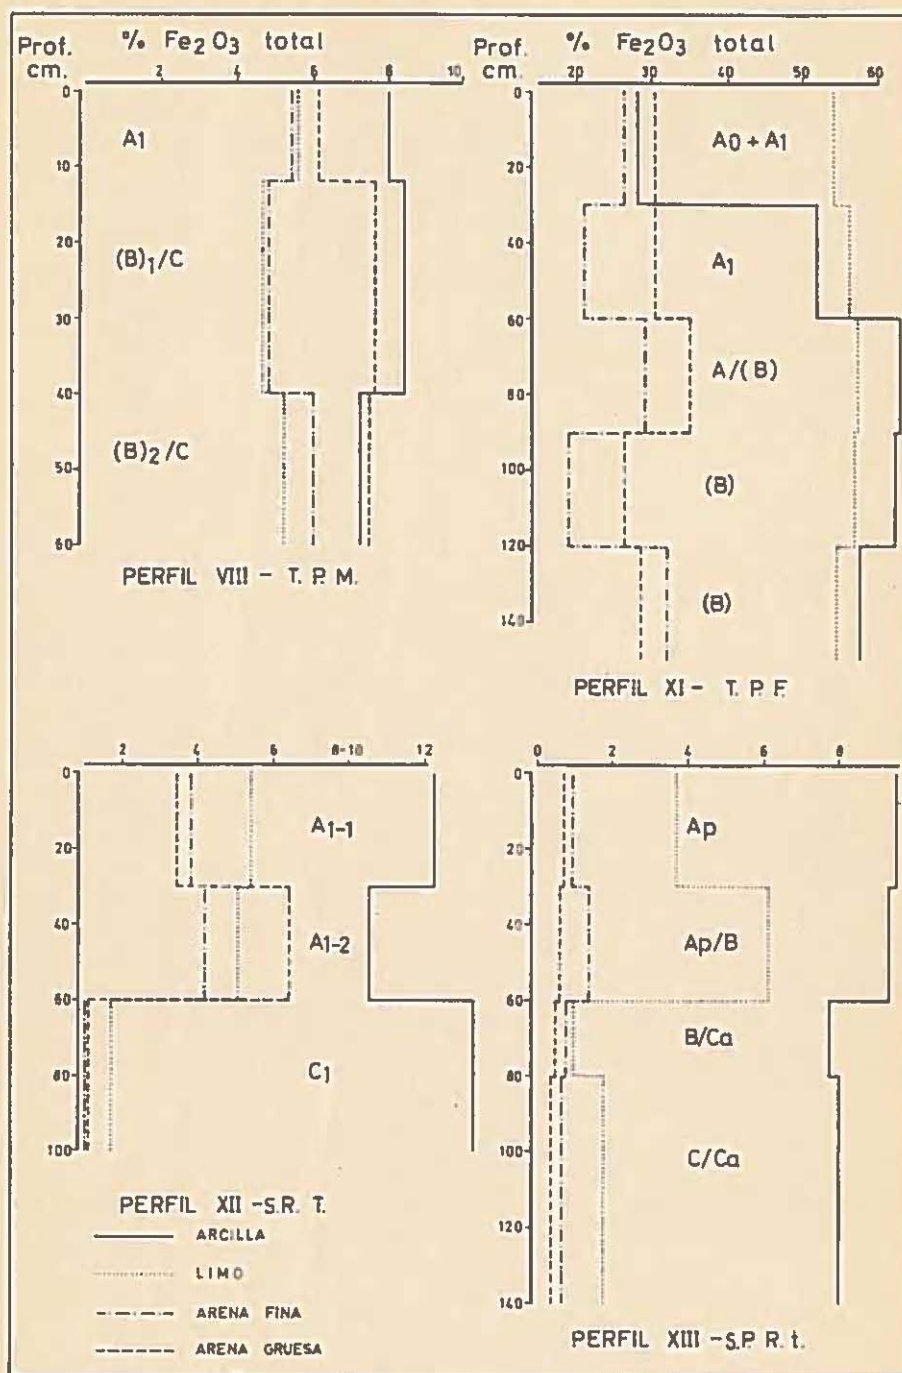 Prof. cm.
% Fe2O3 total
2 4 6 8 10
0
A1
10
20
(B)1/C
30
40
(B)2/C
50
60
PERFIL VIII - T. P. M.
Prof. cm.
% Fe2O3 total
20 30 50 60
0
A0 + A1
20
40
A1
60
A/(B)
80
100
(B)
120
(B)
140
PERFIL XI - T. P. F.
2 4 6 8-10 12
0
A1-1
20
40
A1-2
60
80
C1
100
PERFIL XII - S.R. T.
ARCILLA
LIMO
ARENA FINA
ARENA GRUESA
0 2 4 6 8
0
Ap
20
40
Ap/B
60
B/Ca
80
100
C/Ca
120
140
PERFIL XIII - S.P. R. t.